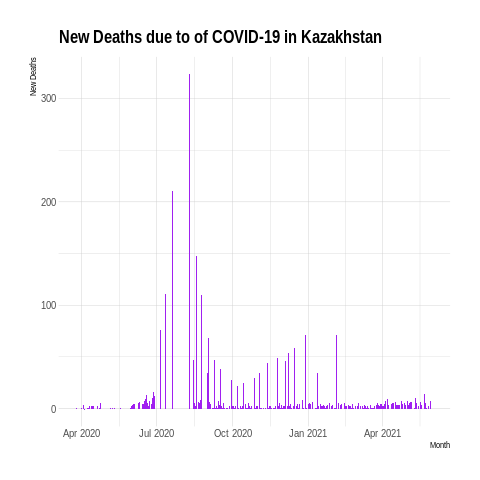 New Deaths due to of COVID-19 in Kazakhstan
New Deaths
300
200
100
0
Apr 2020 Jul 2020 Oct 2020 Jan 2021 Apr 2021
Month